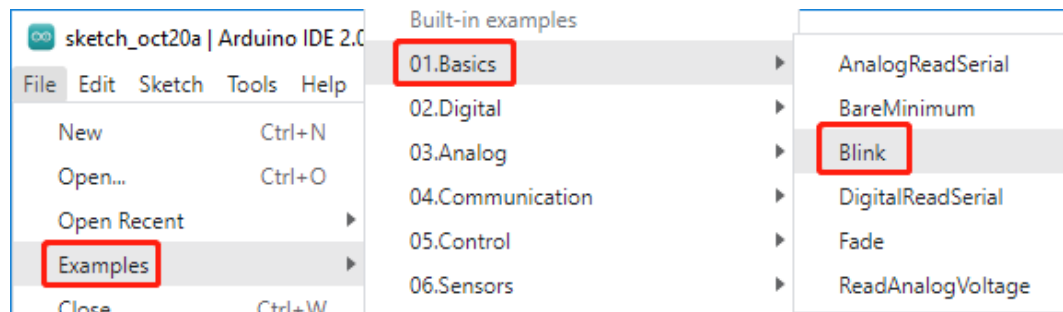 sketch_oct20a | Arduino IDE 2.0
File Edit Sketch Tools Help
New Ctrl+N
Open... Ctrl+O
Open Recent
Examples
Close Ctrl+W
Built-in examples
01.Basics
02.Digital
03.Analog
04.Communication
05.Control
06.Sensors
AnalogReadSerial
BareMinimum
Blink
DigitalReadSerial
Fade
ReadAnalogVoltage